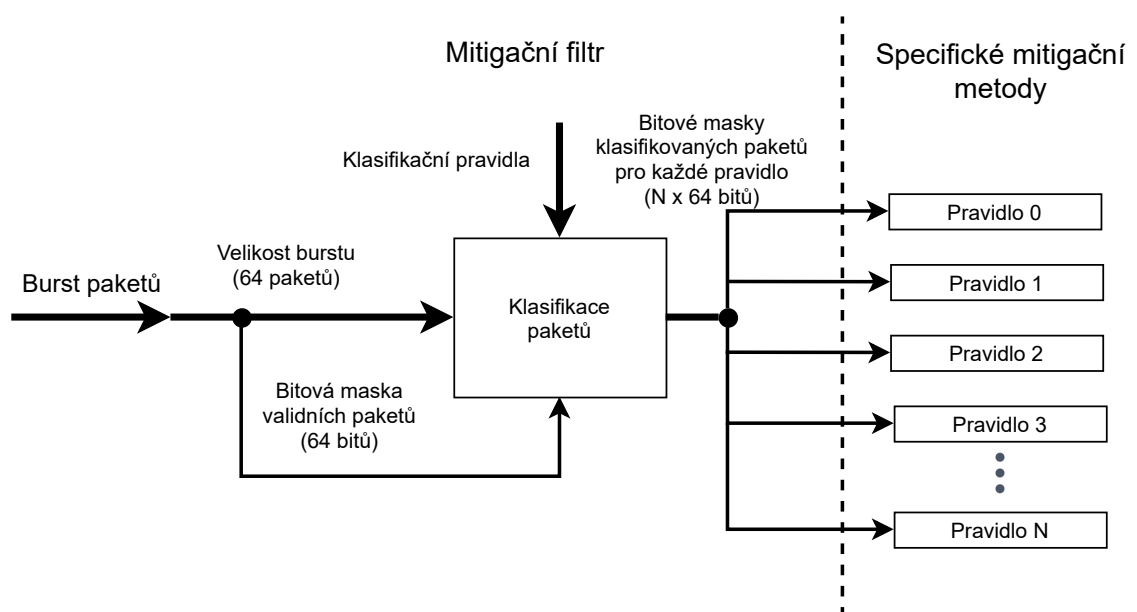 Mitigační filtr
Specifické mitigační
metody
Klasifikační pravidla
Bitové masky
klasifikovaných paketů
pro každé pravidlo
(N x 64 bitů)
Burst paketů
Velikost burstu
(64 paketů)
Klasifikace
paketů
Bitová maska
validních paketů
(64 bitů)
Pravidlo 0
Pravidlo 1
Pravidlo 2
Pravidlo 3
Pravidlo N